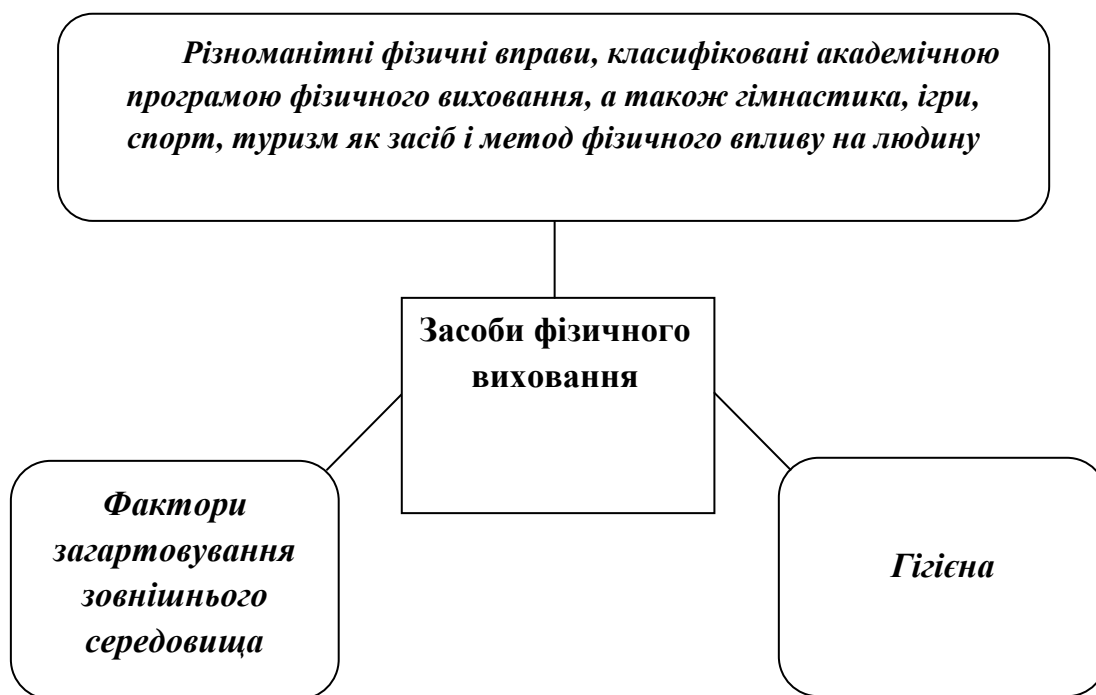 Різноманітні фізичні вправи, класифіковані академічною
програмою фізичного виховання, а також гімнастика, ігри,
спорт, туризм як засіб і метод фізичного впливу на людину
Засоби фізичного
виховання
Фактори
загартовування
зовнішнього
середовища
Гігієна